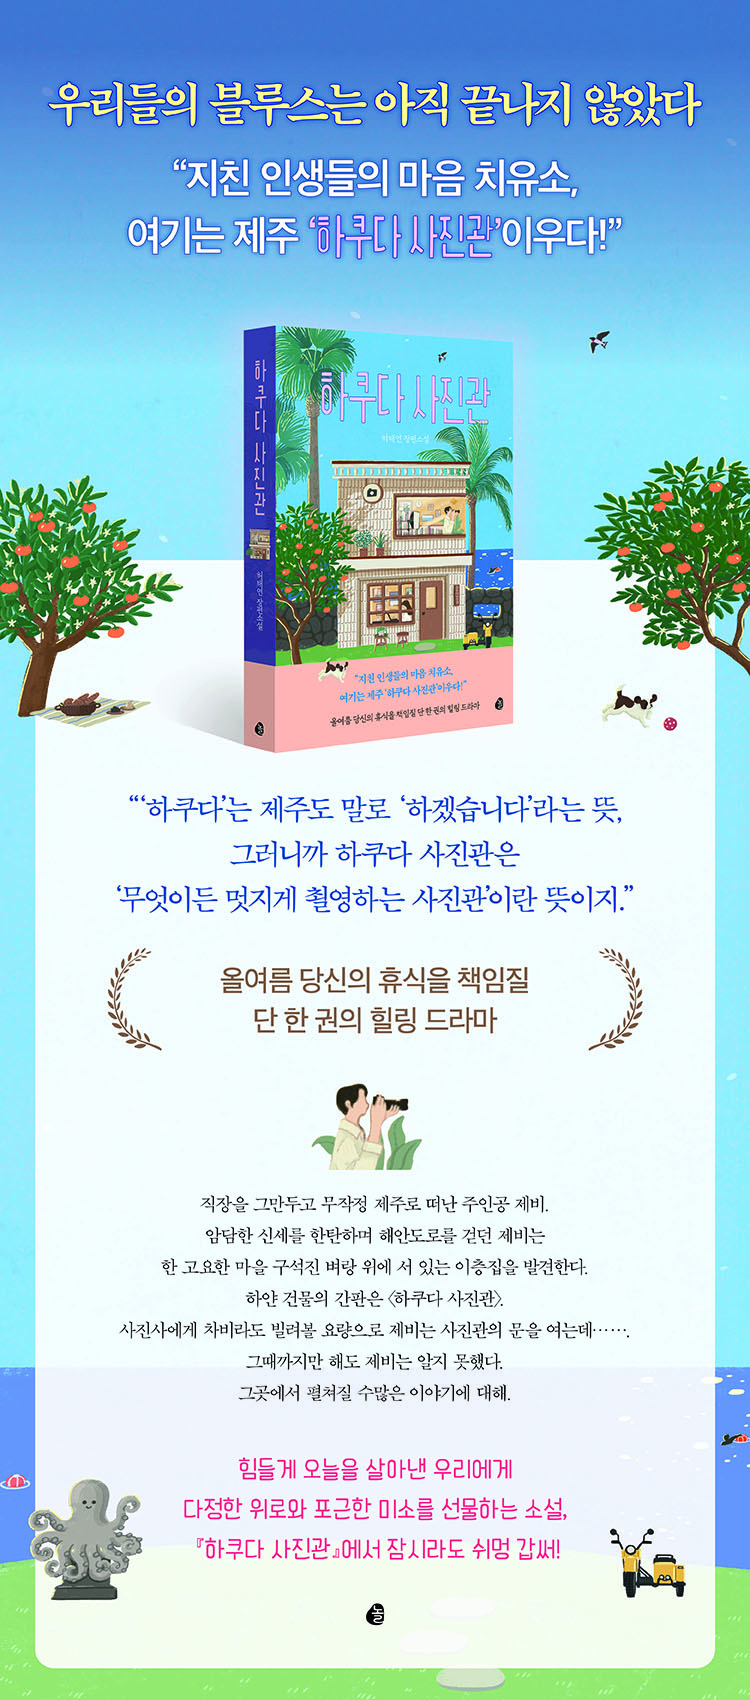 우리들의 블루스는 아직 끝나지 않았다
“지친 인생들의 마음 치유소,
여기는 제주 ‘하쿠다 사진관’이우다!”
하쿠다 사진관
허태연 장편소설
하쿠다 사진관
허태연 장편소설
“지친 인생들의 마음 치유소,
여기는 제주 ‘하쿠다 사진관’이우다!”
올여름 당신의 휴식을 책임질 단 한 권의 힐링 드라마
놀
“‘하쿠다’는 제주도 말로 ‘하겠습니다’라는 뜻,
그러니까 하쿠다 사진관은
‘무엇이든 멋지게 촬영하는 사진관’이란 뜻이지.”
올여름 당신의 휴식을 책임질
단 한 권의 힐링 드라마
직장을 그만두고 무작정 제주로 떠난 주인공 제비.
암담한 신세를 한탄하며 해안도로를 걷던 제비는
한 고요한 마을 구석진 벼랑 위에 서 있는 이층집을 발견한다.
하얀 건물의 간판은 〈하쿠다 사진관〉.
사진사에게 차비라도 빌려볼 요량으로 제비는 사진관의 문을 여는데…….
그때까지만 해도 제비는 알지 못했다.
그곳에서 펼쳐질 수많은 이야기에 대해.
힘들게 오늘을 살아낸 우리에게
다정한 위로와 포근한 미소를 선물하는 소설,
『하쿠다 사진관』에서 잠시라도 쉬멍 갑써!
놀